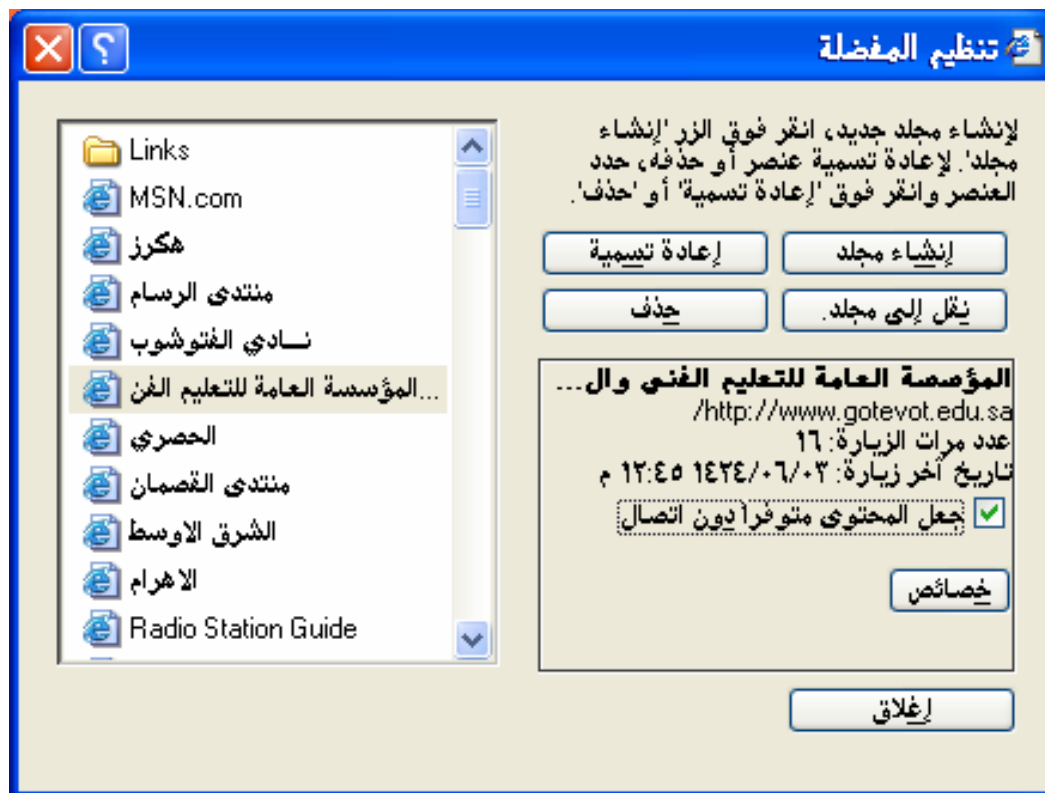 تنظيم المفضلة
لإنشاء مجلد جديد، انقر فوق الزر 'إنشاء
مجلد'. لإعادة تسمية عنصر أو حذفه، حدد
العنصر وانقر فوق 'إعادة تسمية' أو 'حذف'.
إنشاء مجلد
إعادة تسمية
نقل إلى مجلد.
حذف
المؤسسة العامة للتعليم الفني وال...
http://www.gotevot.edu.sa/
عدد مرات الزيارة: ١٦
تاريخ آخر زيارة: ١٤٢٤/٠٦/٠٣ ١٢:٤٥ م
جعل المحتوى متوفراً دون اتصال
خصائص
إغلاق
Links
MSN.com
هكرز
منتدى الرسام
نـــادي الفتوشوب
المؤسسة العامة للتعليم الفن...
الحصري
منتدى القصمان
الشرق الاوسط
الاهرام
Radio Station Guide